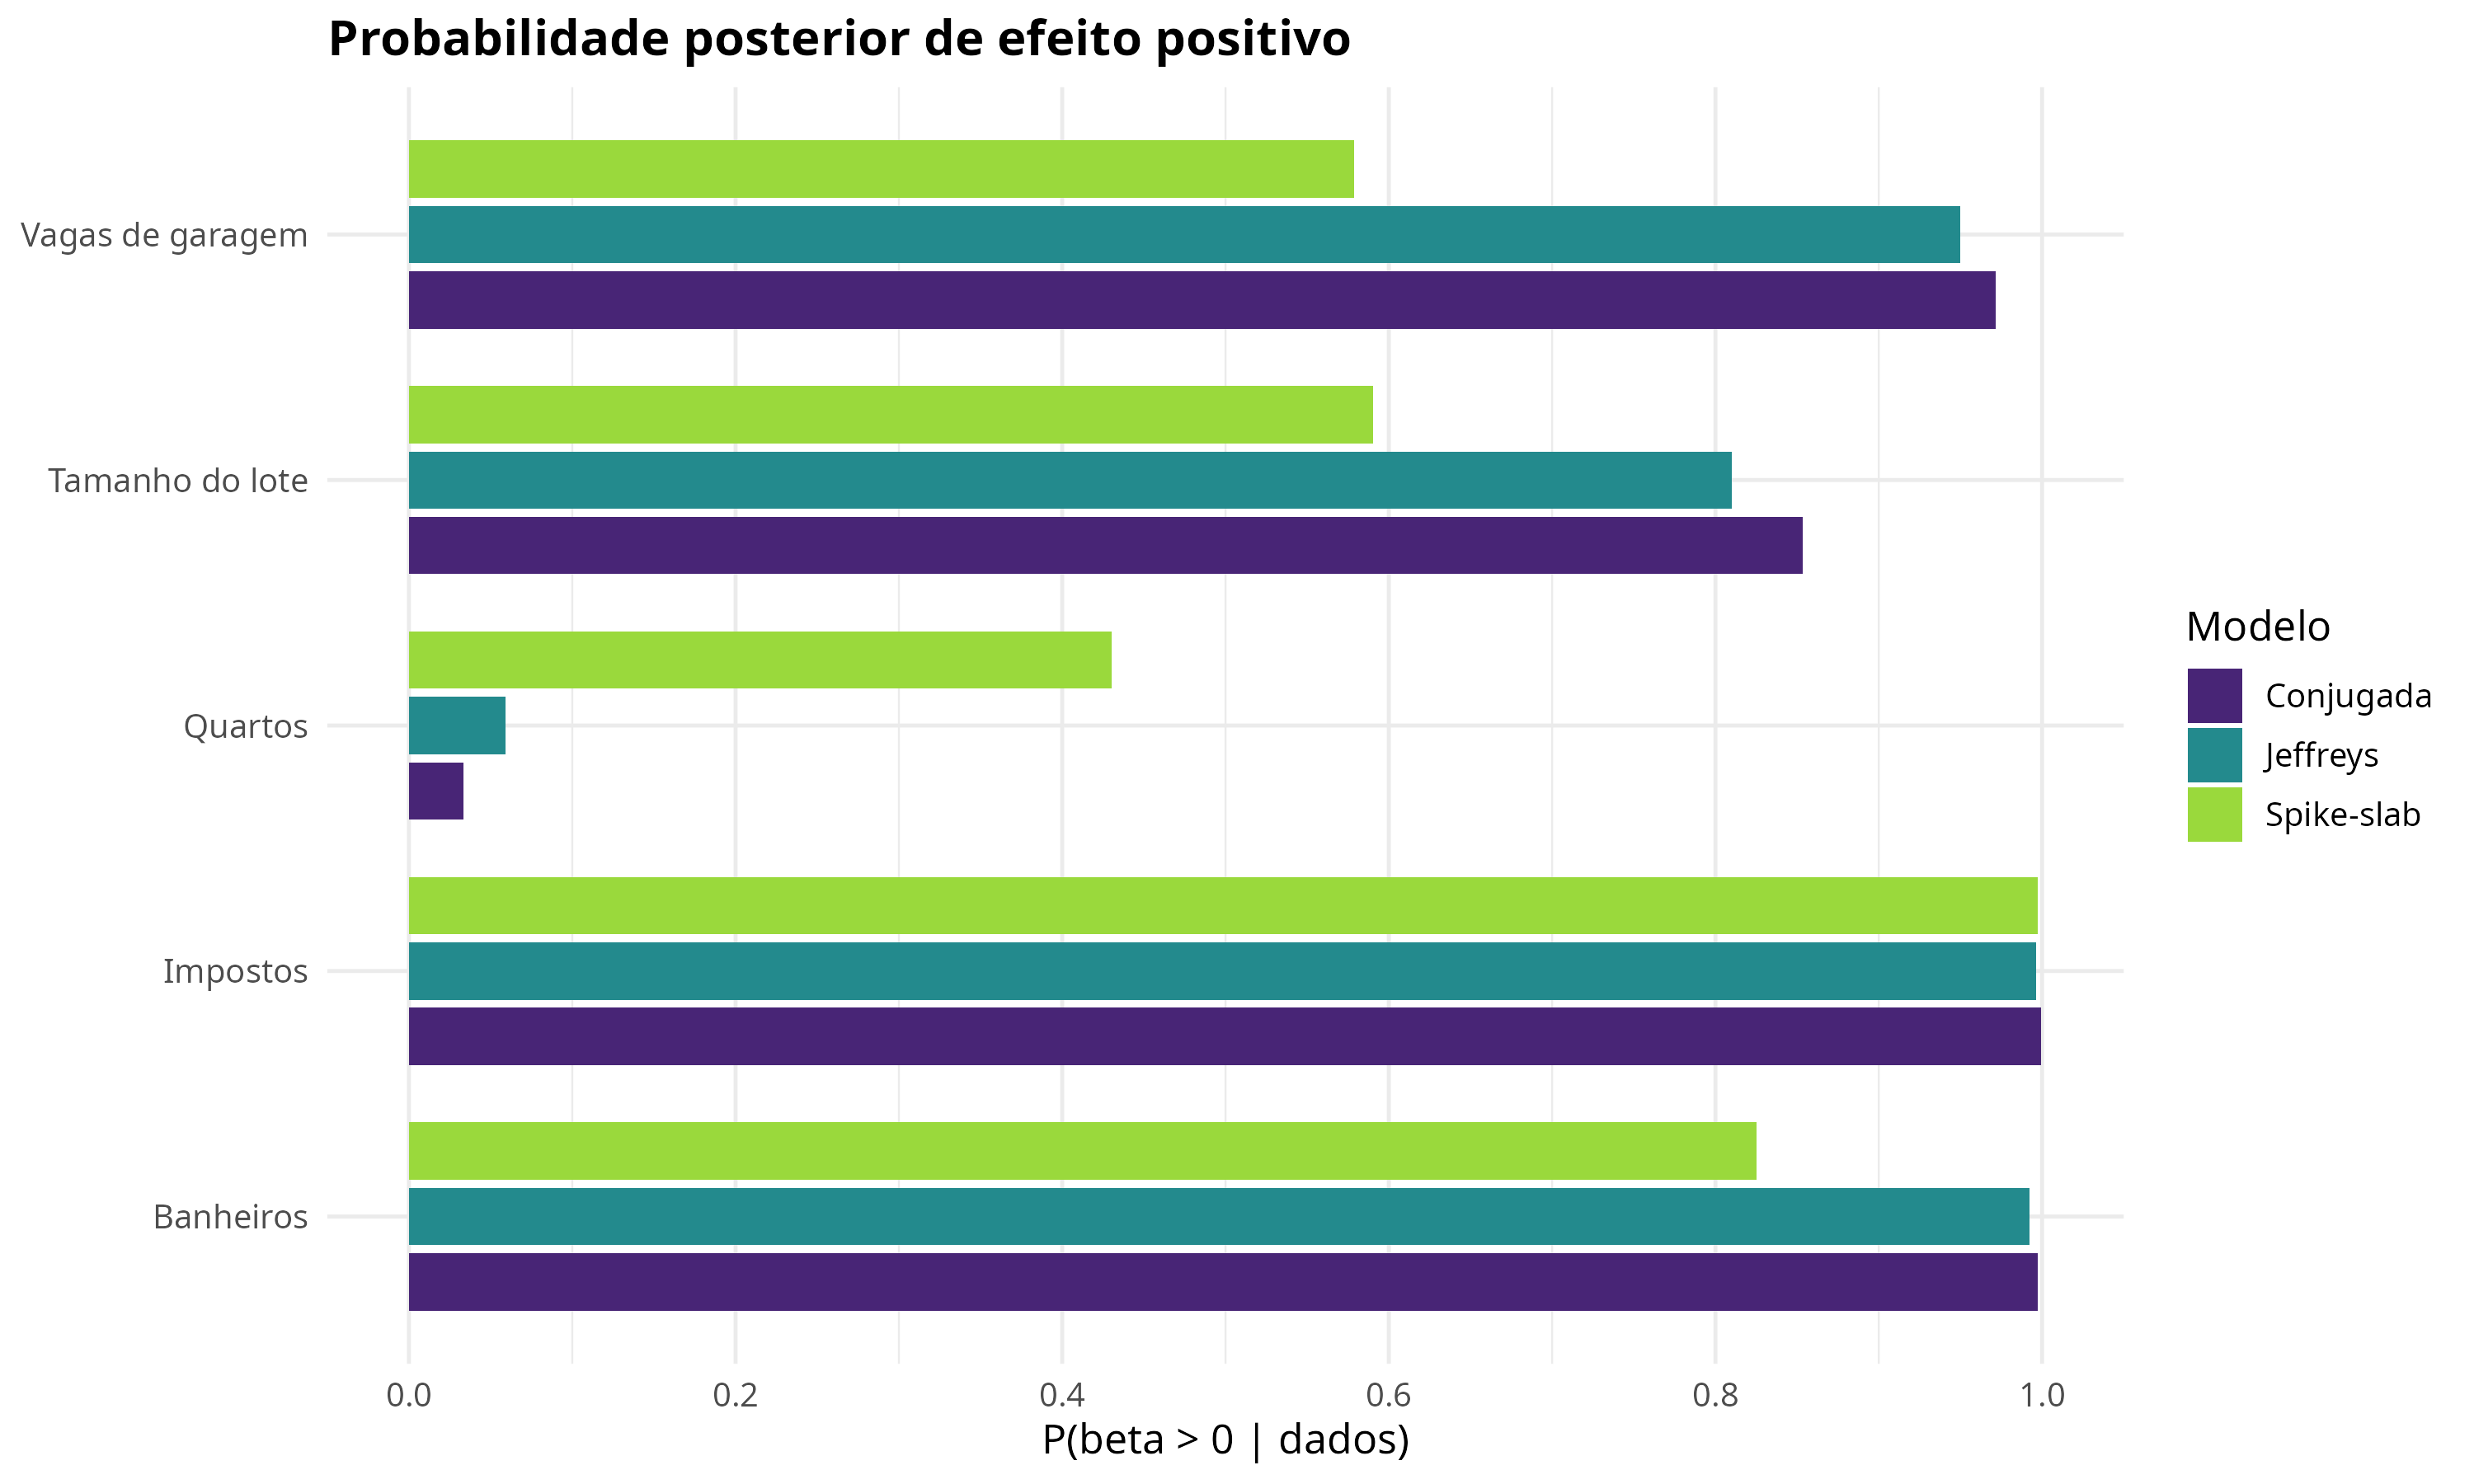 Probabilidade posterior de efeito positivo
Vagas de garagem
Tamanho do lote
Quartos
Impostos
Banheiros
0.0 0.2 0.4 0.6 0.8 1.0
P(beta > 0 | dados)
Modelo
Conjugada
Jeffreys
Spike-slab